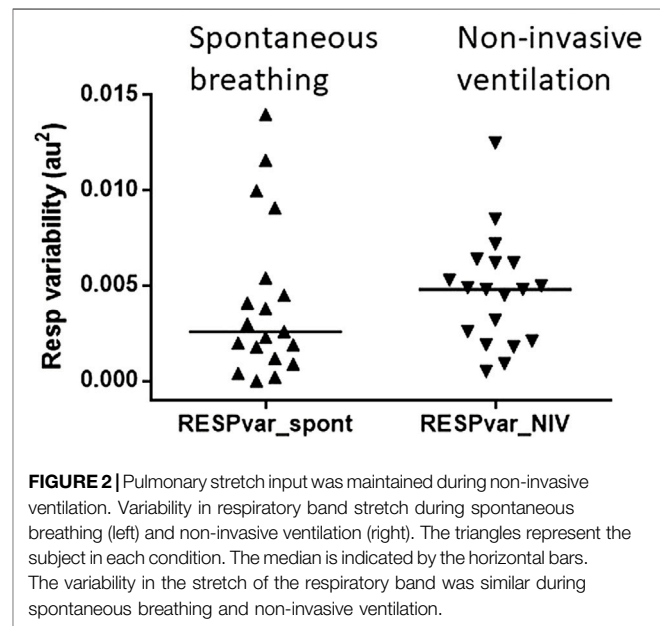 Spontaneous breathing
Non-invasive ventilation
Resp variability (au²)
0.015
0.010
0.005
0.000
RESPvar_spont
RESPvar_NIV
FIGURE 2 | Pulmonary stretch input was maintained during non-invasive
ventilation. Variability in respiratory band stretch during spontaneous
breathing (left) and non-invasive ventilation (right). The triangles represent the
subject in each condition. The median is indicated by the horizontal bars.
The variability in the stretch of the respiratory band was similar during
spontaneous breathing and non-invasive ventilation.